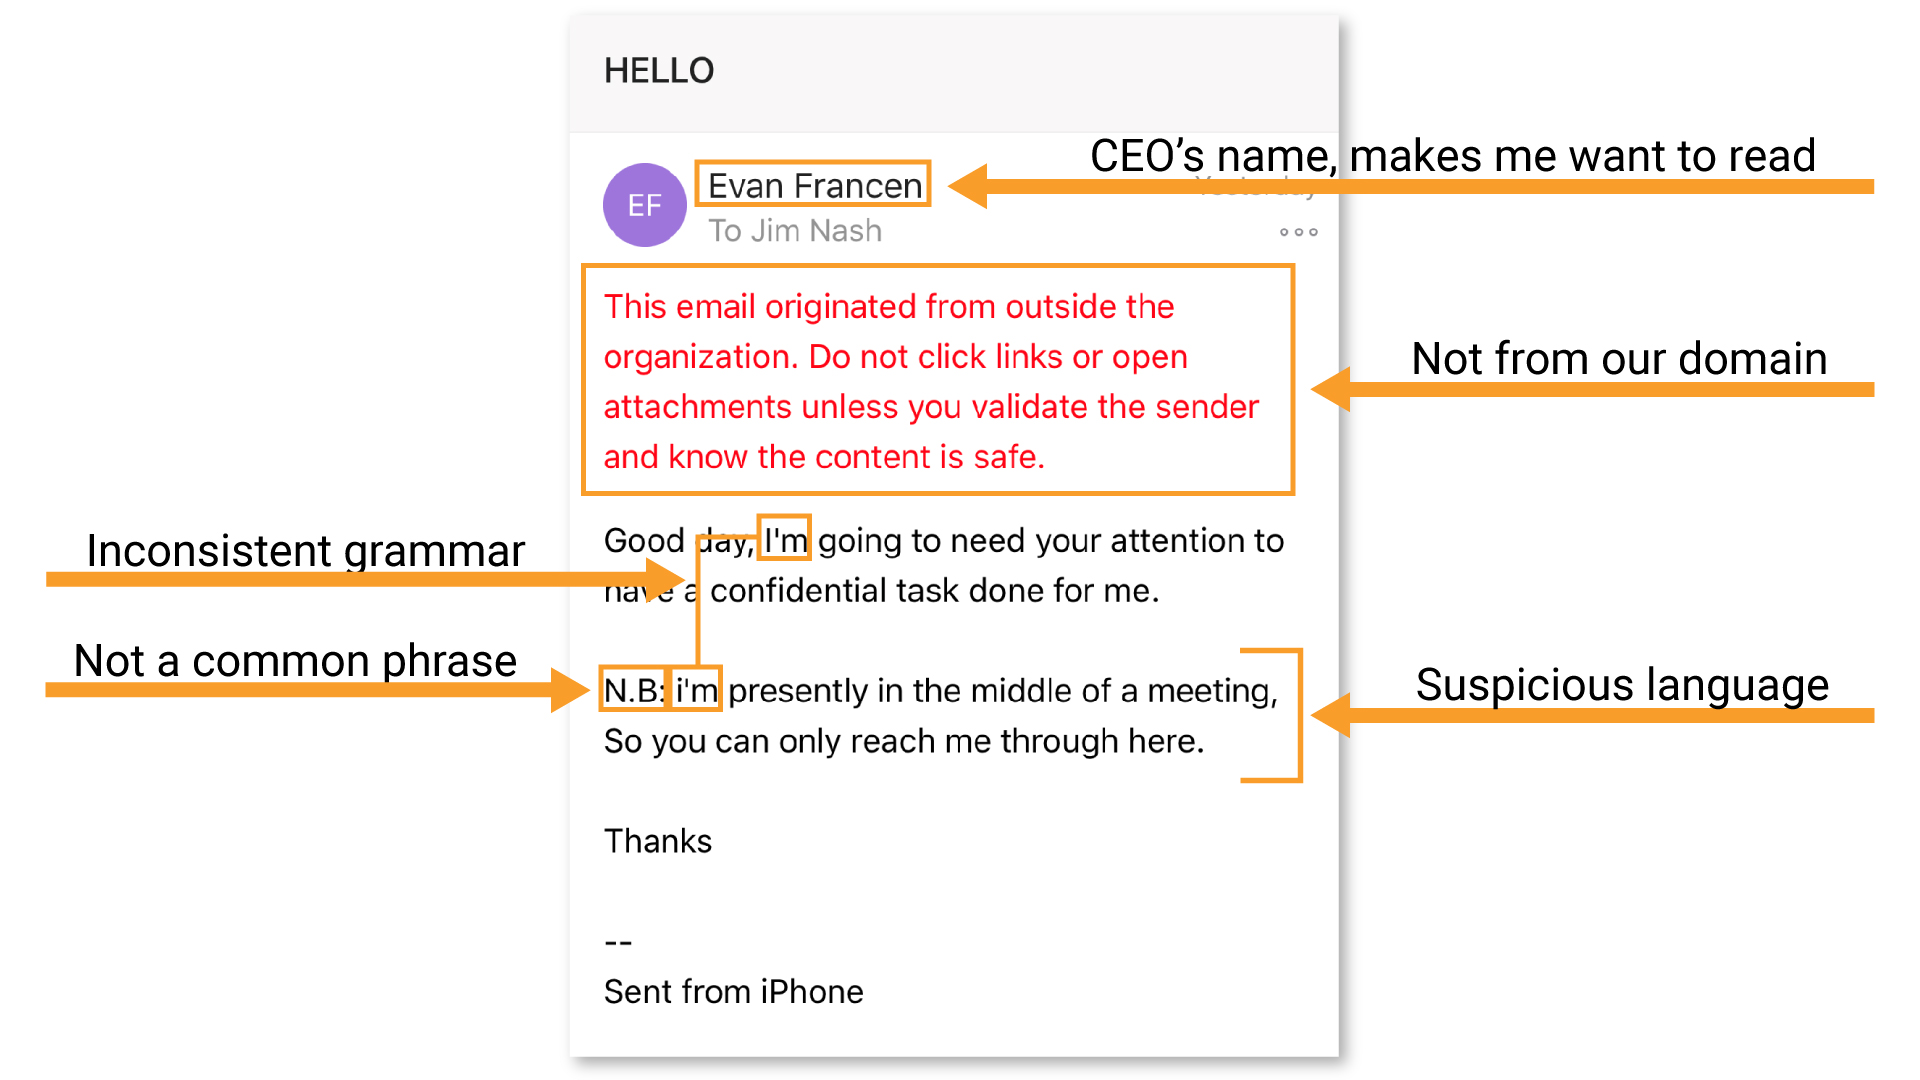 HELLO
CEO's name, makes me want to read
EF
Evan Francen
Yesterday
To Jim Nash
This email originated from outside the
organization. Do not click links or open
attachments unless you validate the sender
and know the content is safe.
Not from our domain
Good day, I'm going to need your attention to
have a confidential task done for me.
Inconsistent grammar
Not a common phrase
N.B: i'm presently in the middle of a meeting,
So you can only reach me through here.
Suspicious language
Thanks
--
Sent from iPhone